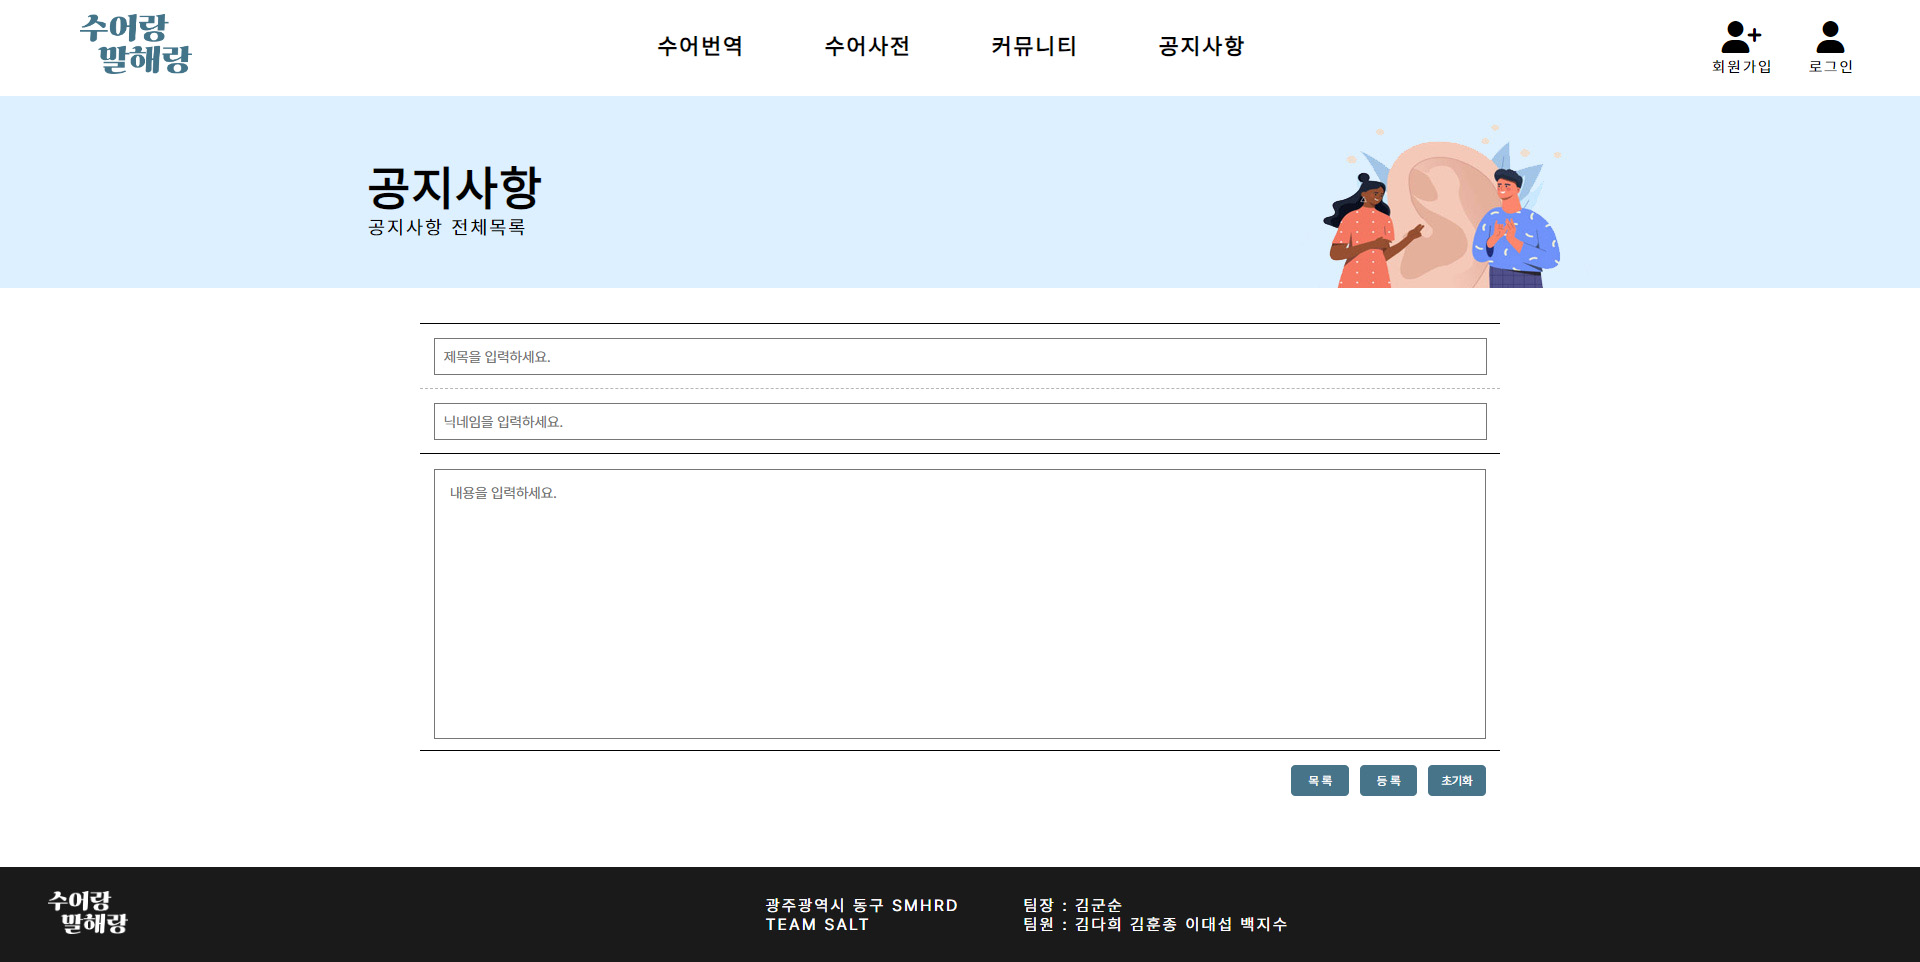 수어랑
말해랑
수어번역
수어사전
커뮤니티
공지사항
회원가입
로그인
공지사항
공지사항 전체목록
제목을 입력하세요.
닉네임을 입력하세요.
내용을 입력하세요.
목 록
등 록
초기화
수어랑
말해랑
광주광역시 동구 SMHRD
TEAM SALT
팀장 : 김군순
팀원 : 김다희 김훈종 이대섭 백지수